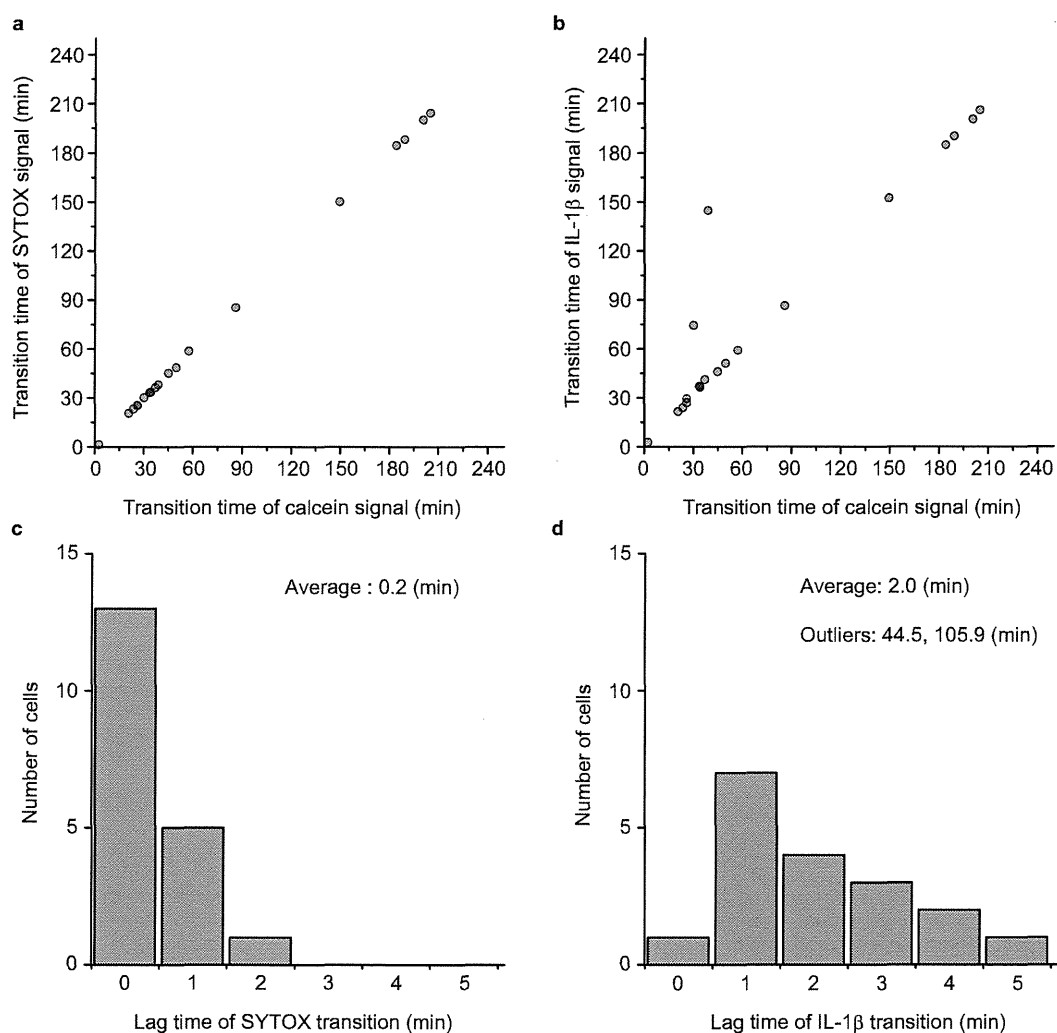 a
Transition time of SYTOX signal (min)
240
210
180
150
120
90
60
30
0
0 30 60 90 120 150 180 210 240
Transition time of calcein signal (min)
b
Transition time of IL-1β signal (min)
240
210
180
150
120
90
60
30
0
0 30 60 90 120 150 180 210 240
Transition time of calcein signal (min)
c
Number of cells
15
10
5
0
Average : 0.2 (min)
0 1 2 3 4 5
Lag time of SYTOX transition (min)
d
Number of cells
15
10
5
0
Average: 2.0 (min)
Outliers: 44.5, 105.9 (min)
0 1 2 3 4 5
Lag time of IL-1β transition (min)